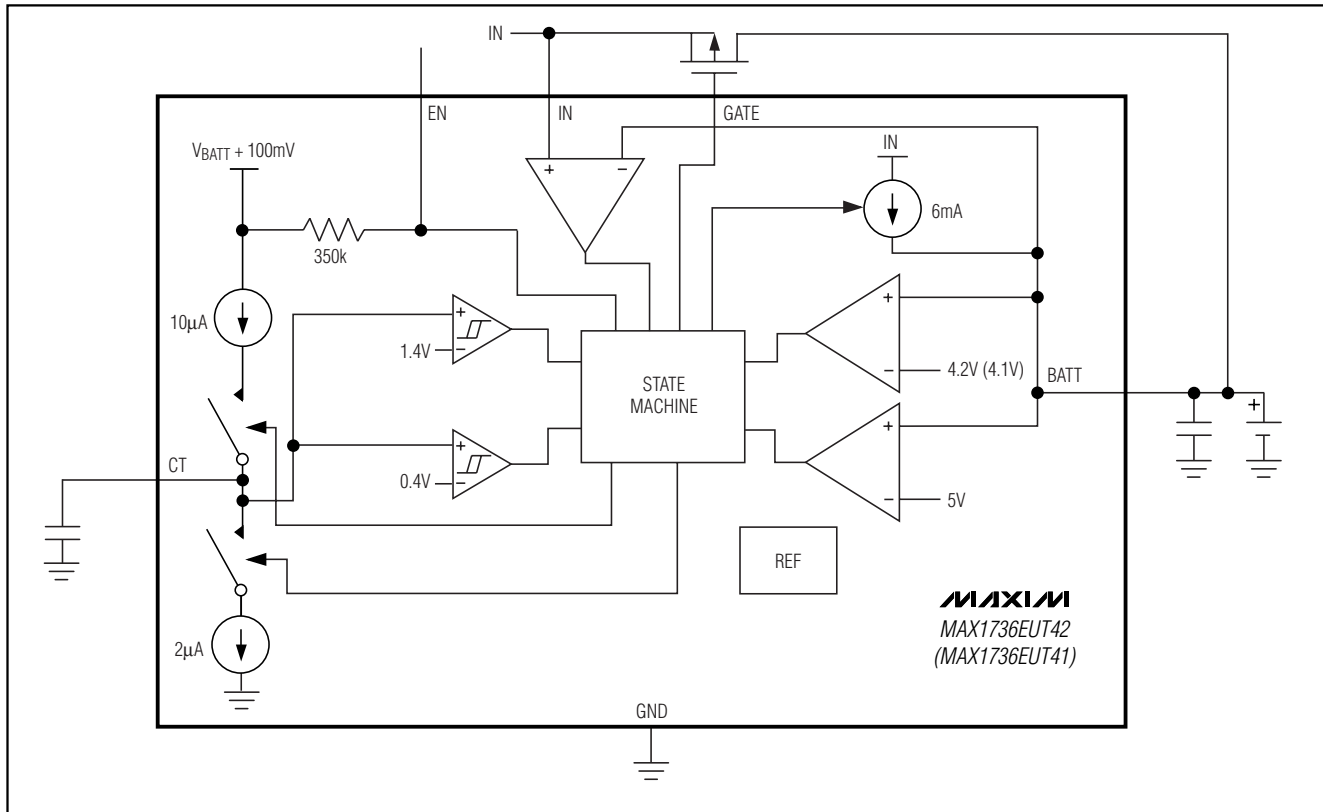 IN
EN
IN
GATE
VBATT + 100mV
IN
6mA
350k
10µA
+
−
+
−
1.4V
+
−
4.2V (4.1V)
BATT
+
STATE
MACHINE
CT
+
−
0.4V
+
−
5V
REF
2µA
MAXIM
MAX1736EUT42
(MAX1736EUT41)
GND